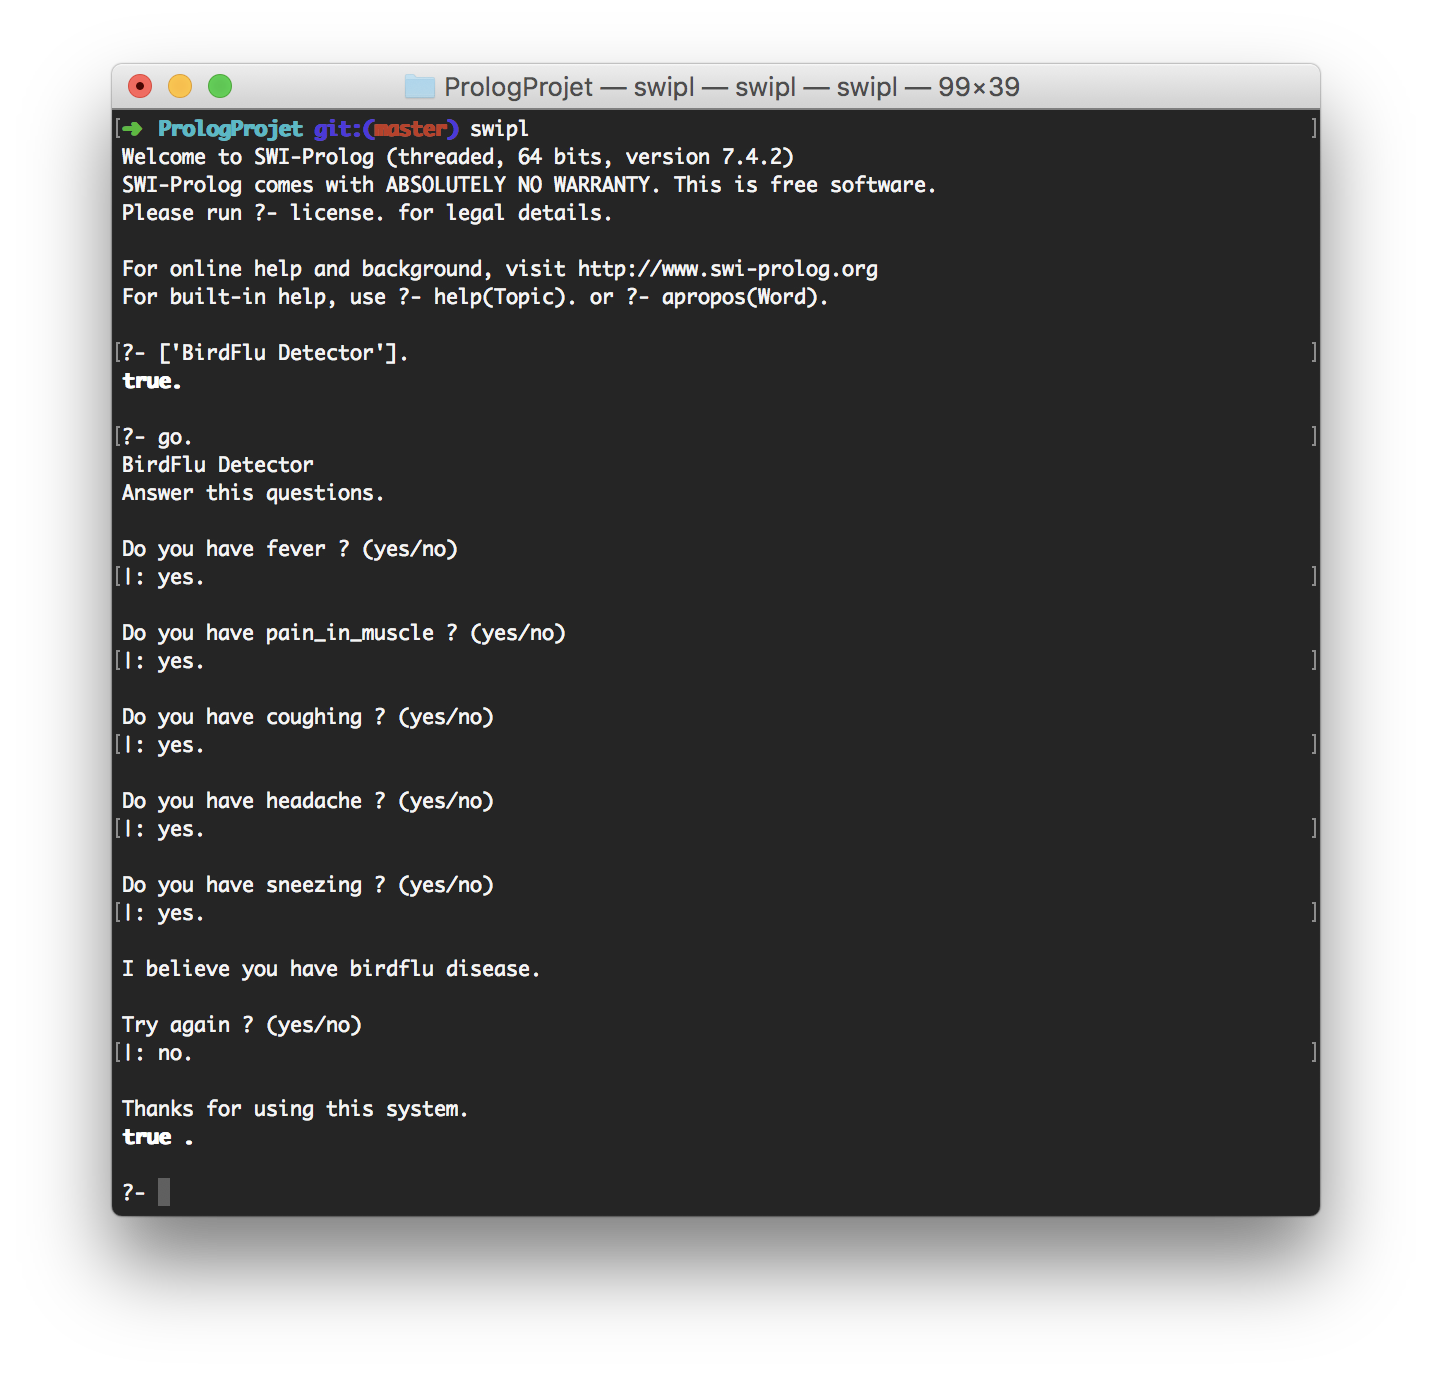 PrologProjet — swipl — swipl — swipl — 99×39
[➜ PrologProjet git:(master) swipl ]
Welcome to SWI-Prolog (threaded, 64 bits, version 7.4.2)
SWI-Prolog comes with ABSOLUTELY NO WARRANTY. This is free software.
Please run ?- license. for legal details.
For online help and background, visit http://www.swi-prolog.org
For built-in help, use ?- help(Topic). or ?- apropos(Word).
[?- ['BirdFlu Detector']. ]
true.
[?- go. ]
BirdFlu Detector
Answer this questions.
Do you have fever ? (yes/no)
[|: yes. ]
Do you have pain_in_muscle ? (yes/no)
[|: yes. ]
Do you have coughing ? (yes/no)
[|: yes. ]
Do you have headache ? (yes/no)
[|: yes. ]
Do you have sneezing ? (yes/no)
[|: yes. ]
I believe you have birdflu disease.
Try again ? (yes/no)
[|: no. ]
Thanks for using this system.
true .
?-